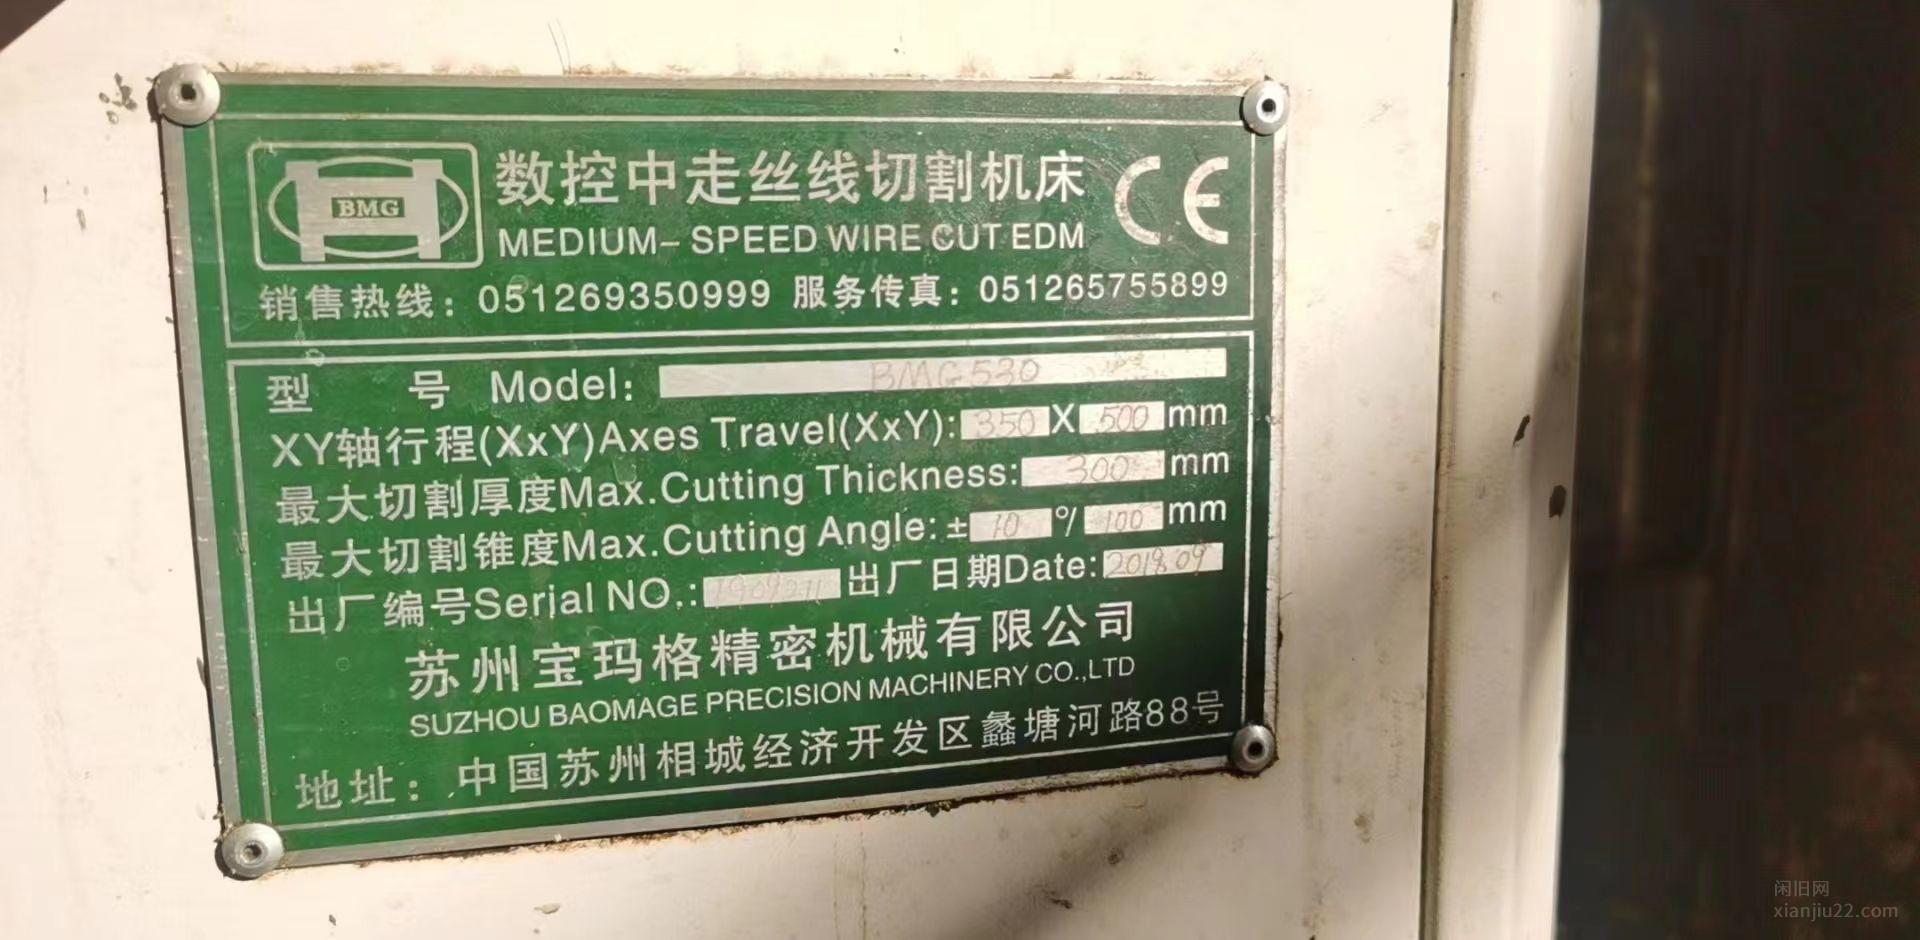 BMG
数控中走丝线切割机床 CE
MEDIUM-SPEED WIRE CUT EDM
销售热线：051269350999 服务传真：051265755899
型 号 Model: BMG530
XY轴行程(XxY)Axes Travel(XxY): 350 X 500 mm
最大切割厚度Max.Cutting Thickness: 300 mm
最大切割锥度Max.Cutting Angle: ± 10 °/ 100 mm
出厂编号Serial NO.: 出厂日期Date:
苏州宝玛格精密机械有限公司
SUZHOU BAOMAGE PRECISION MACHINERY CO.,LTD
地址：中国苏州相城经济开发区蠡塘河路88号
闲旧网
xianjiu22.com